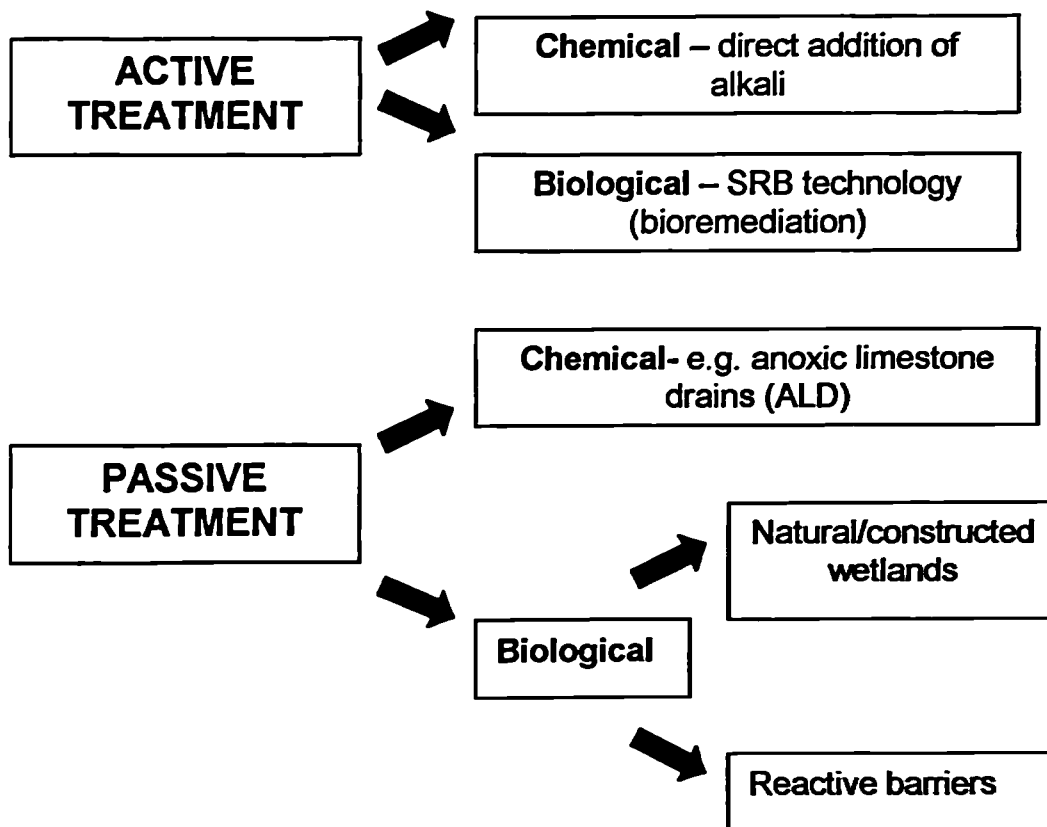 ACTIVE
TREATMENT
Chemical – direct addition of
alkali
Biological – SRB technology
(bioremediation)
PASSIVE
TREATMENT
Chemical- e.g. anoxic limestone
drains (ALD)
Biological
Natural/constructed
wetlands
Reactive barriers